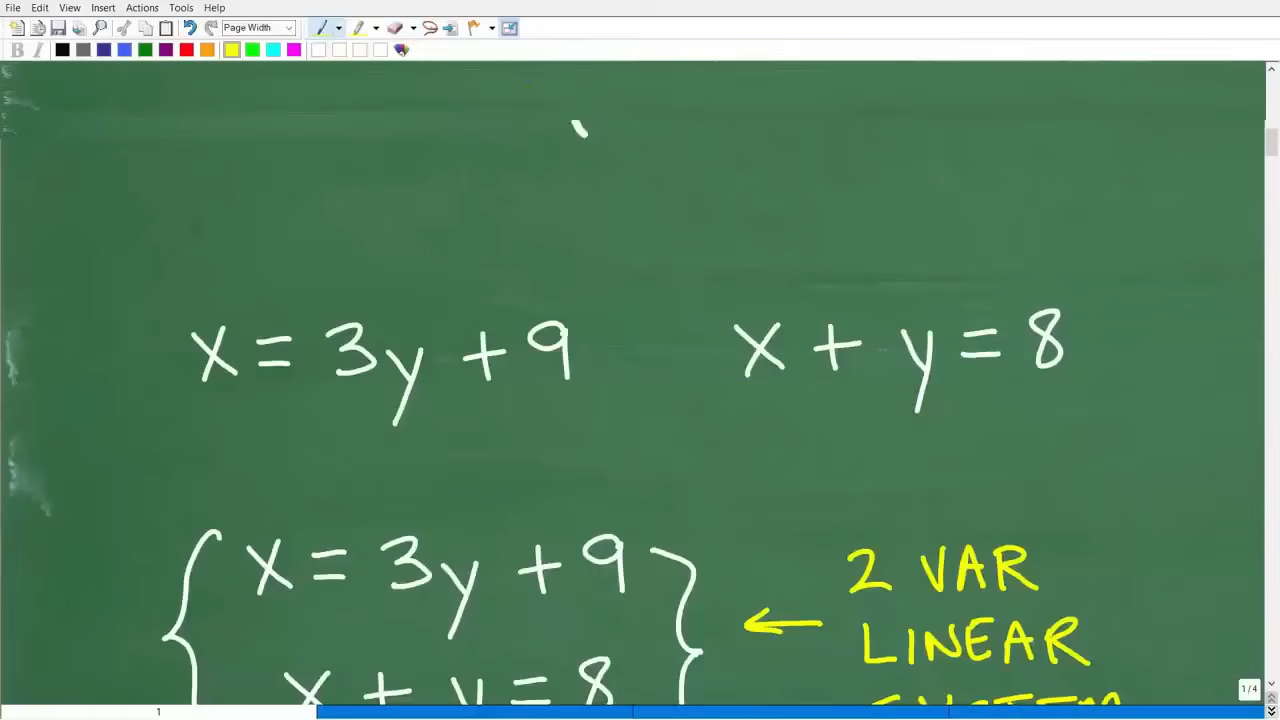 File Edit View Insert Actions Tools Help
Page Width
B I
x = 3y + 9 x + y = 8
x = 3y + 9
x + y = 8
2 VAR
LINEAR
SYSTEM
1/4
1